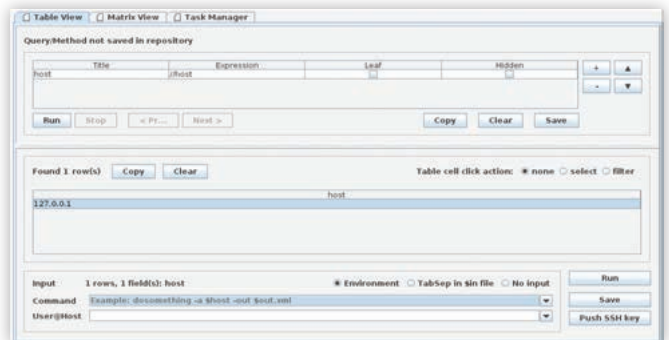 Table View Matrix View Task Manager
Query/Method not saved in repository
Title Expression Leaf Hidden
host //host
+ ▲
- ▼
Run Stop < Pr... Next > Copy Clear Save
Found 1 row(s) Copy Clear Table cell click action: none select filter
host
127.0.0.1
Input 1 rows, 1 field(s): host Environment TabSep in $in file No input Run
Command Example: dosomething -a $host -out $out.xml Save
User@Host Push SSH key